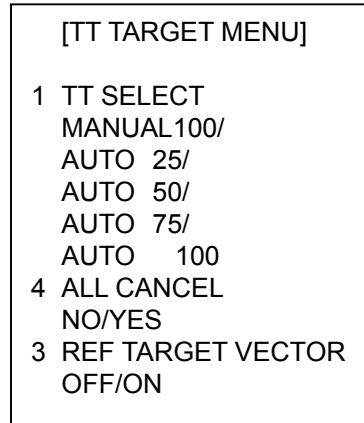 [TT TARGET MENU]
1 TT SELECT
MANUAL100/
AUTO 25/
AUTO 50/
AUTO 75/
AUTO 100
4 ALL CANCEL
NO/YES
3 REF TARGET VECTOR
OFF/ON